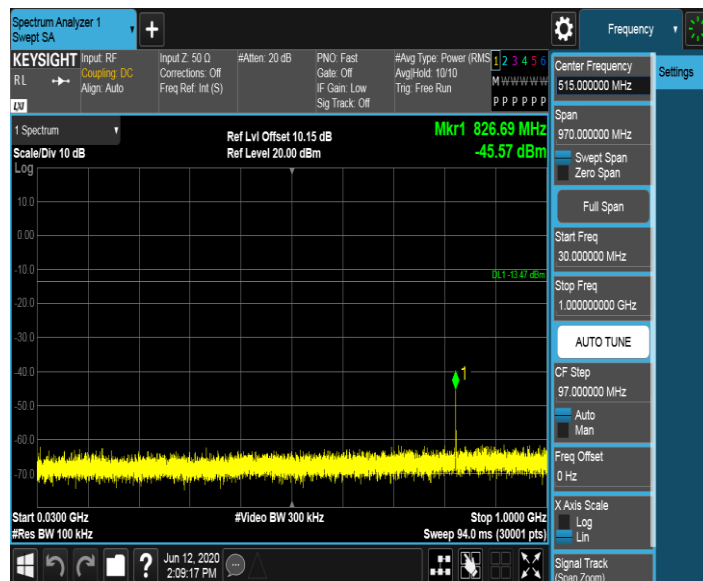 Spectrum Analyzer 1
Swept SA
Frequency
KEYSIGHT
Input: RF
Coupling: DC
Align: Auto
RL
LXI
Input Z: 50 Ω
Corrections: Off
Freq Ref: Int (S)
#Atten: 20 dB
PNO: Fast
Gate: Off
IF Gain: Low
Sig Track: Off
#Avg Type: Power (RMS
Avg|Hold: 10/10
Trig: Free Run
1 2 3 4 5 6
M W W W W W
P P P P P P
1 Spectrum
Scale/Div 10 dB
Log
Ref Lvl Offset 10.15 dB
Ref Level 20.00 dBm
Mkr1 826.69 MHz
-45.57 dBm
10.0
0.00
-10.0
DL1 -13.47 dBm
-20.0
-30.0
-40.0
1
-50.0
-60.0
-70.0
Start 0.0300 GHz
#Res BW 100 kHz
#Video BW 300 kHz
Stop 1.0000 GHz
Sweep 94.0 ms (30001 pts)
?
Jun 12, 2020
2:09:17 PM
Center Frequency
515.000000 MHz
Span
970.000000 MHz
Swept Span
Zero Span
Full Span
Start Freq
30.000000 MHz
Stop Freq
1.000000000 GHz
AUTO TUNE
CF Step
97.000000 MHz
Auto
Man
Freq Offset
0 Hz
X Axis Scale
Log
Lin
Signal Track
(Span Zoom)
Settings